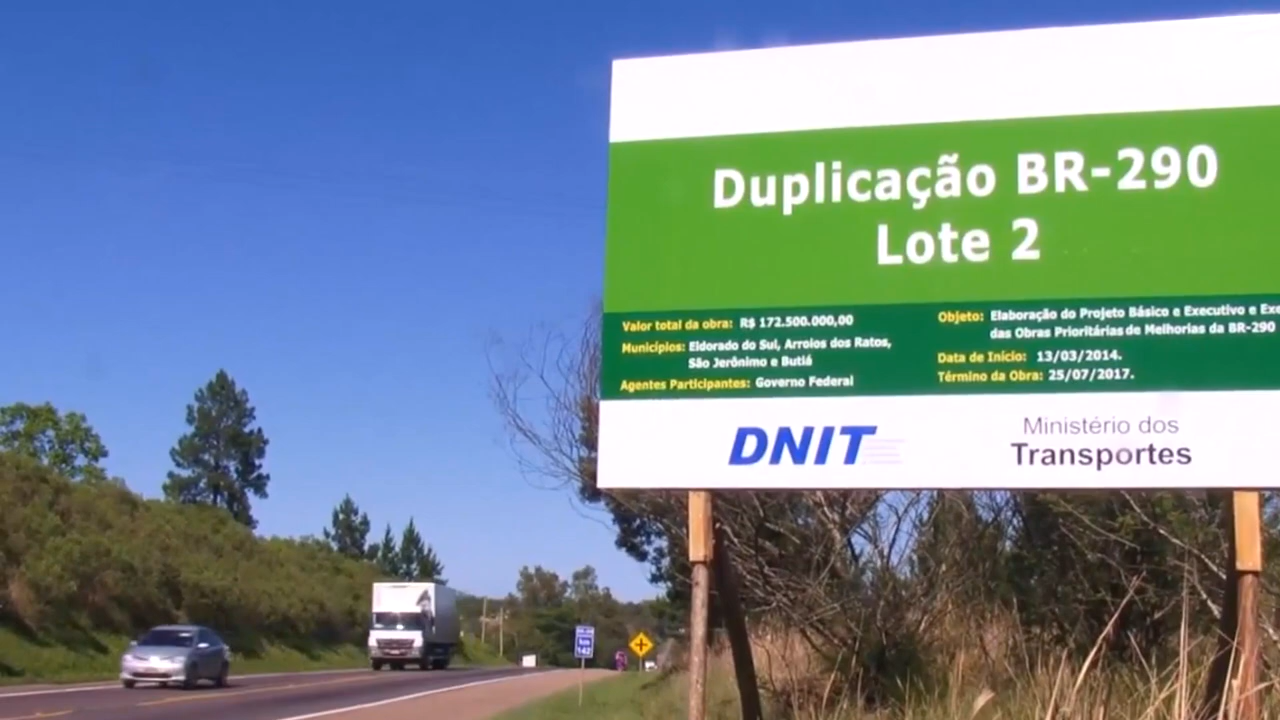 Duplicação BR-290
Lote 2
Valor total da obra: R$ 172.500.000,00
Municípios: Eldorado do Sul, Arroios dos Ratos,
São Jerônimo e Butiá
Agentes Participantes: Governo Federal
Objeto: Elaboração do Projeto Básico e Executivo e Exe
das Obras Prioritárias de Melhorias da BR-290
Data de Início: 13/03/2014.
Término da Obra: 25/07/2017.
DNIT
Ministério dos
Transportes
km
142